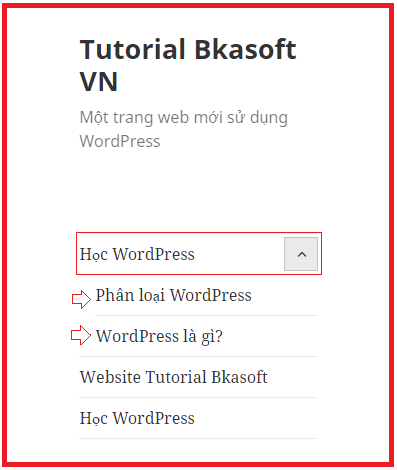 Tutorial Bkasoft
VN
Một trang web mới sử dụng
WordPress
Học WordPress
Phân loại WordPress
WordPress là gì?
Website Tutorial Bkasoft
Học WordPress